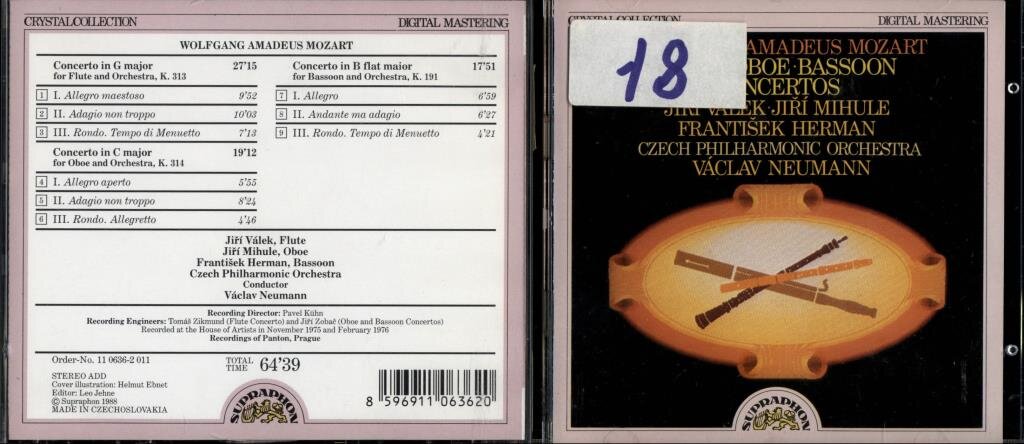 CRYSTALCOLLECTION DIGITAL MASTERING
WOLFGANG AMADEUS MOZART
Concerto in G major 27'15
for Flute and Orchestra, K. 313
1 I. Allegro maestoso 9'52
2 II. Adagio non troppo 10'03
3 III. Rondo. Tempo di Menuetto 7'13
Concerto in C major 19'12
for Oboe and Orchestra, K. 314
4 I. Allegro aperto 5'55
5 II. Adagio non troppo 8'24
6 III. Rondo. Allegretto 4'46
Concerto in B flat maior 17'51
for Bassoon and Orchestra, K. 191
7 I. Allegro 6'59
8 II. Andante ma adagio 6'27
9 III. Rondo. Tempo di Menuetto 4'21
Jiří Válek, Flute
Jiří Mihule, Oboe
František Herman, Bassoon
Czech Philharmonic Orchestra
Conductor
Václav Neumann
Recording Director: Pavel Kühn
Recording Engineers: Tomáš Zikmund (Flute Concerto) and Jiří Zobač (Oboe and Bassoon Concertos)
Recorded at the House of Artists in November 1975 and February 1976
Recordings of Panton, Prague
Order-No. 11 0636-2 011
TOTAL TIME 64'39
STEREO ADD
Cover illustration: Helmut Ebnet
Editor: Leo Jehne
© Supraphon 1988
MADE IN CZECHOSLOVAKIA
SUPRAPHON
8 596911 063620
CRYSTALCOLLECTION DIGITAL MASTERING
18
AMADEUS MOZART
OBOE · BASSOON
NCERTOS
JIŘÍ VÁLEK · JIŘÍ MIHULE
FRANTIŠEK HERMAN
CZECH PHILHARMONIC ORCHESTRA
VÁCLAV NEUMANN
SUPRAPHON